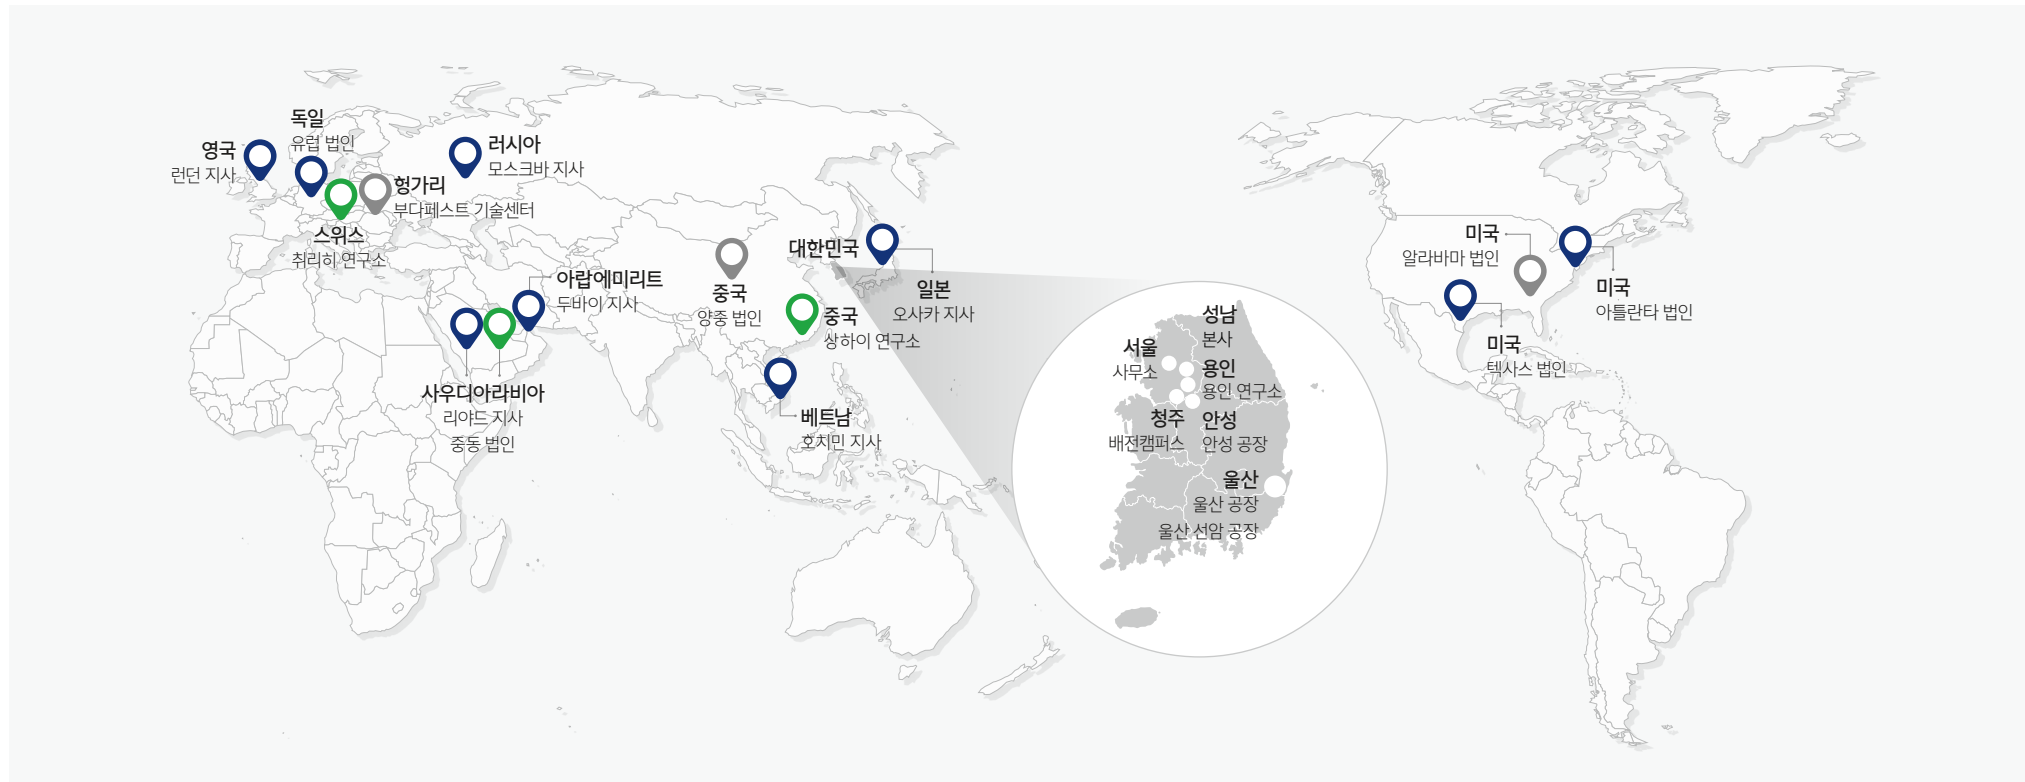 독일
유럽 법인
영국
런던 지사
러시아
모스크바 지사
헝가리
부다페스트 기술센터
스위스
취리히 연구소
아랍에미리트
두바이 지사
사우디아라비아
리야드 지사
중동 법인
중국
양중 법인
중국
상하이 연구소
베트남
호치민 지사
대한민국
일본
오사카 지사
성남
본사
서울
사무소
용인
용인 연구소
청주
배전캠퍼스
안성
안성 공장
울산
울산 공장
울산 선암 공장
미국
알라바마 법인
미국
아틀란타 법인
미국
텍사스 법인